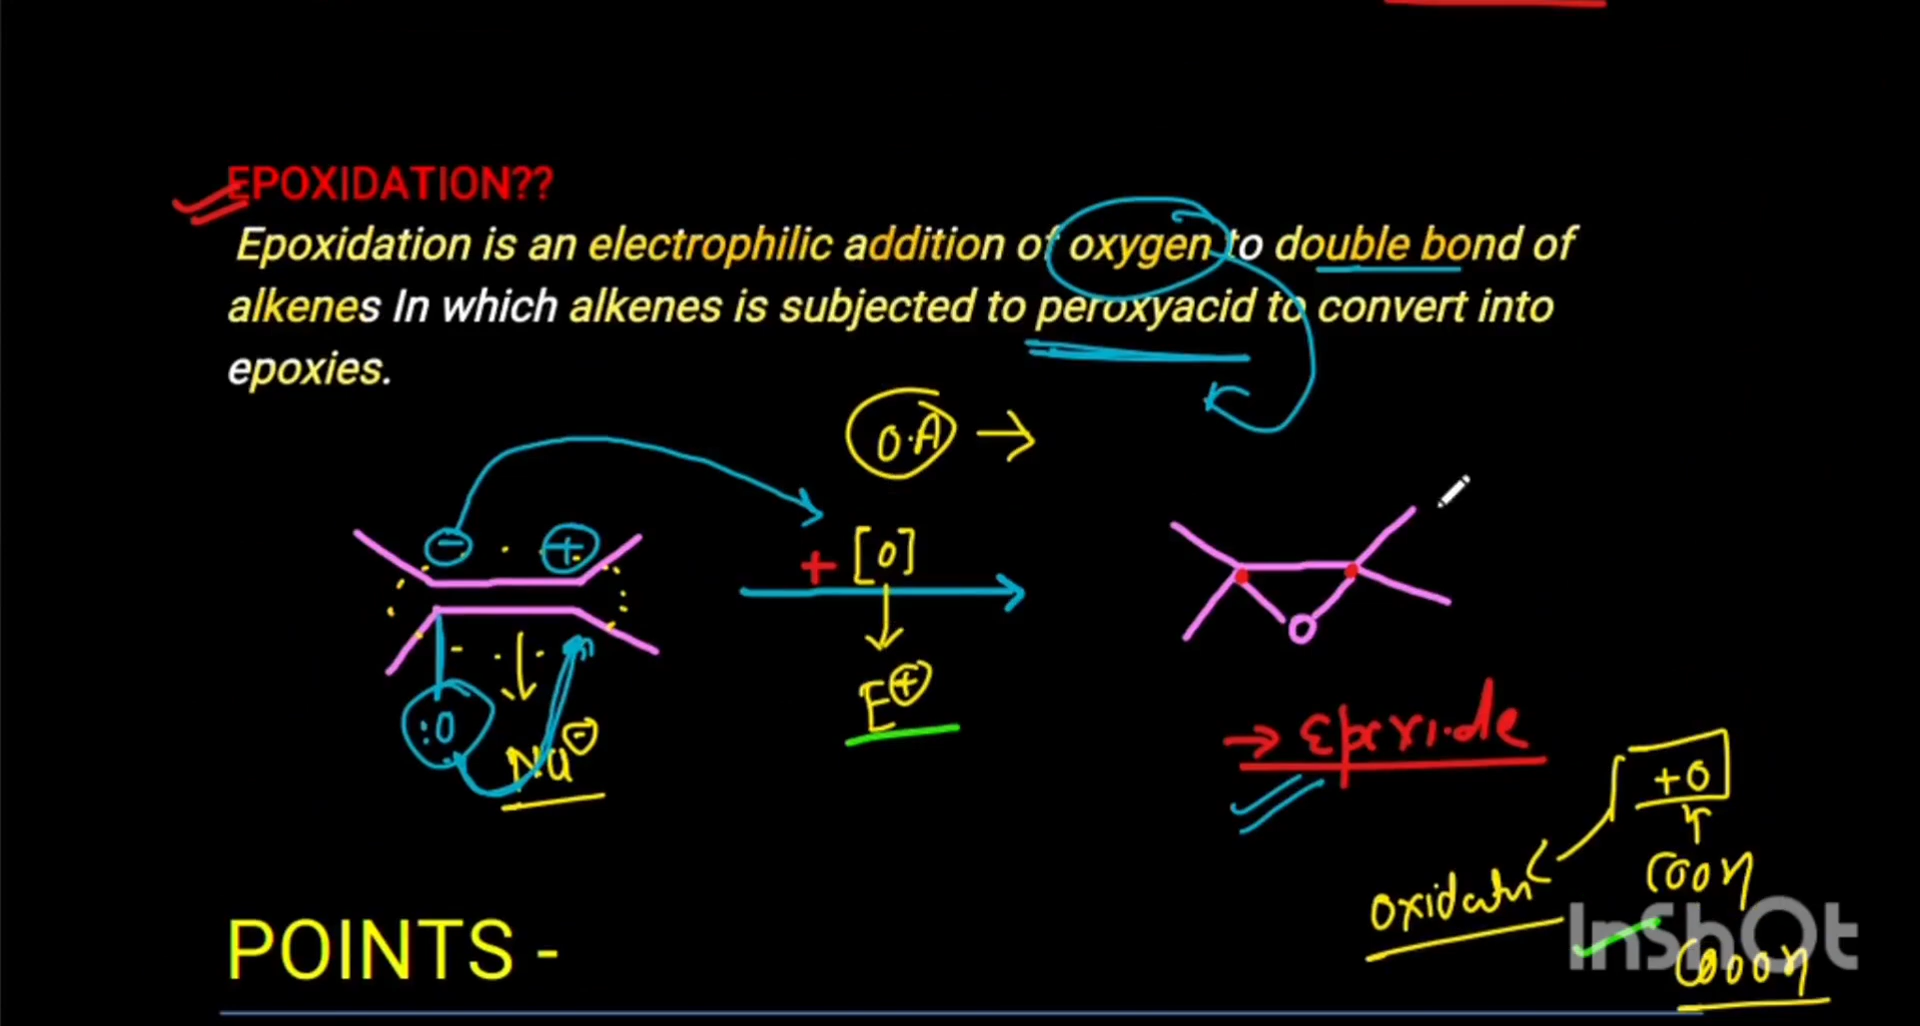 EPOXIDATION??
Epoxidation is an electrophilic addition of oxygen to double bond of
alkenes In which alkenes is subjected to peroxyacid to convert into
epoxies.
O.A →
− +
+ [O]
E⊕
:O
Nu⊖
O
→ Epoxide
+O
COOH
oxidatn
COOOH
POINTS -
InShOt